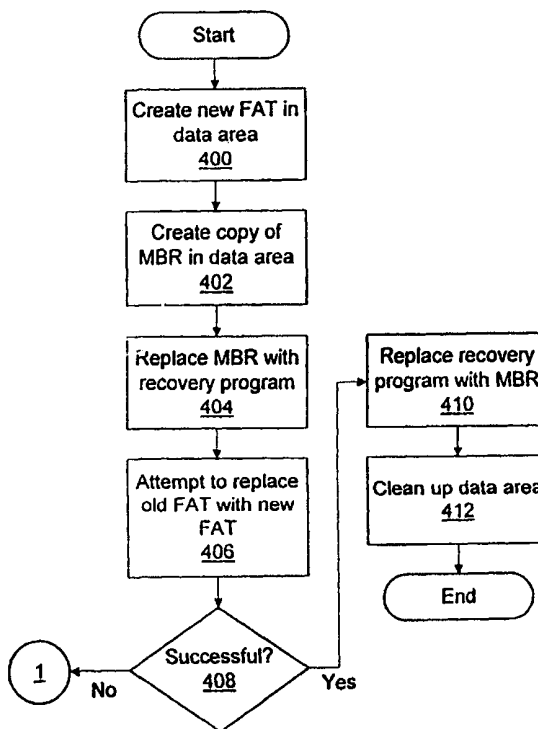 Start
Create new FAT in
data area
400
Create copy of
MBR in data area
402
Replace MBR with
recovery program
404
Attempt to replace
old FAT with new
FAT
406
Successful?
408
No
Yes
1
Replace recovery
program with MBR
410
Clean up data area
412
End